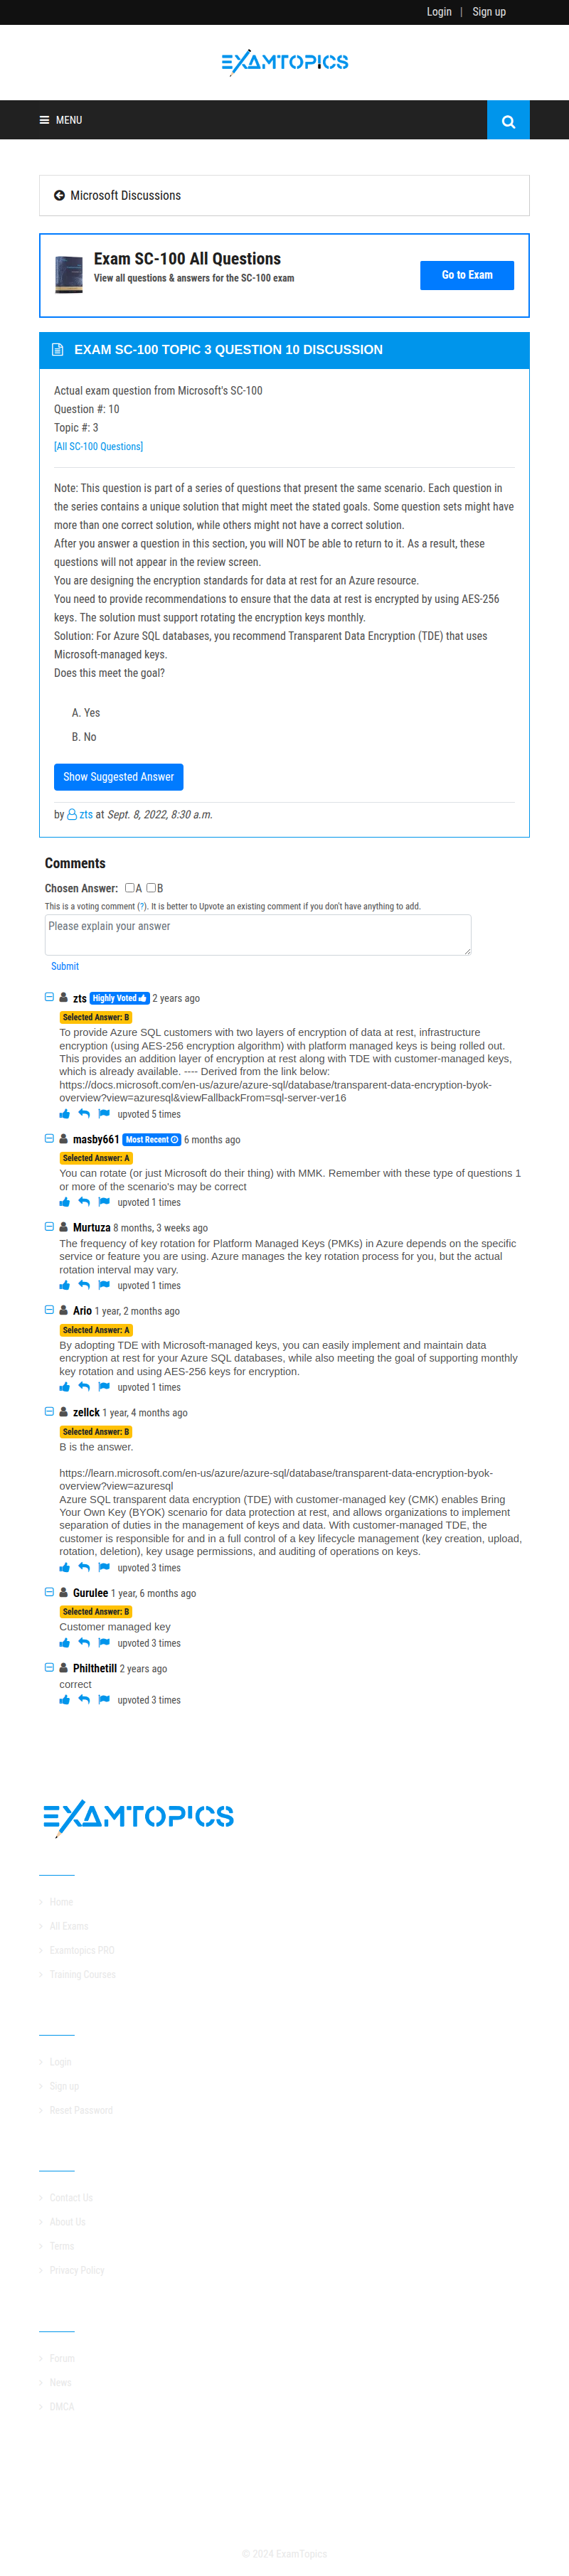 Login | Sign up
EXAMTOPICS
MENU
Microsoft Discussions
Exam SC-100 All Questions
View all questions & answers for the SC-100 exam
Go to Exam
EXAM SC-100 TOPIC 3 QUESTION 10 DISCUSSION
Actual exam question from Microsoft's SC-100
Question #: 10
Topic #: 3
[All SC-100 Questions]
Note: This question is part of a series of questions that present the same scenario. Each question in
the series contains a unique solution that might meet the stated goals. Some question sets might have
more than one correct solution, while others might not have a correct solution.
After you answer a question in this section, you will NOT be able to return to it. As a result, these
questions will not appear in the review screen.
You are designing the encryption standards for data at rest for an Azure resource.
You need to provide recommendations to ensure that the data at rest is encrypted by using AES-256
keys. The solution must support rotating the encryption keys monthly.
Solution: For Azure SQL databases, you recommend Transparent Data Encryption (TDE) that uses
Microsoft-managed keys.
Does this meet the goal?
A. Yes
B. No
Show Suggested Answer
by zts at Sept. 8, 2022, 8:30 a.m.
Comments
Chosen Answer: A B
This is a voting comment (?). It is better to Upvote an existing comment if you don't have anything to add.
Please explain your answer
Submit
zts Highly Voted 2 years ago
Selected Answer: B
To provide Azure SQL customers with two layers of encryption of data at rest, infrastructure
encryption (using AES-256 encryption algorithm) with platform managed keys is being rolled out.
This provides an addition layer of encryption at rest along with TDE with customer-managed keys,
which is already available. ---- Derived from the link below:
https://docs.microsoft.com/en-us/azure/azure-sql/database/transparent-data-encryption-byok-
overview?view=azuresql&viewFallbackFrom=sql-server-ver16
upvoted 5 times
masby661 Most Recent 6 months ago
Selected Answer: A
You can rotate (or just Microsoft do their thing) with MMK. Remember with these type of questions 1
or more of the scenario's may be correct
upvoted 1 times
Murtuza 8 months, 3 weeks ago
The frequency of key rotation for Platform Managed Keys (PMKs) in Azure depends on the specific
service or feature you are using. Azure manages the key rotation process for you, but the actual
rotation interval may vary.
upvoted 1 times
Ario 1 year, 2 months ago
Selected Answer: A
By adopting TDE with Microsoft-managed keys, you can easily implement and maintain data
encryption at rest for your Azure SQL databases, while also meeting the goal of supporting monthly
key rotation and using AES-256 keys for encryption.
upvoted 1 times
zellck 1 year, 4 months ago
Selected Answer: B
B is the answer.
https://learn.microsoft.com/en-us/azure/azure-sql/database/transparent-data-encryption-byok-
overview?view=azuresql
Azure SQL transparent data encryption (TDE) with customer-managed key (CMK) enables Bring
Your Own Key (BYOK) scenario for data protection at rest, and allows organizations to implement
separation of duties in the management of keys and data. With customer-managed TDE, the
customer is responsible for and in a full control of a key lifecycle management (key creation, upload,
rotation, deletion), key usage permissions, and auditing of operations on keys.
upvoted 3 times
Gurulee 1 year, 6 months ago
Selected Answer: B
Customer managed key
upvoted 3 times
Philthetill 2 years ago
correct
upvoted 3 times
EXAMTOPICS
Home
All Exams
Examtopics PRO
Training Courses
Login
Sign up
Reset Password
Contact Us
About Us
Terms
Privacy Policy
Forum
News
DMCA
© 2024 ExamTopics